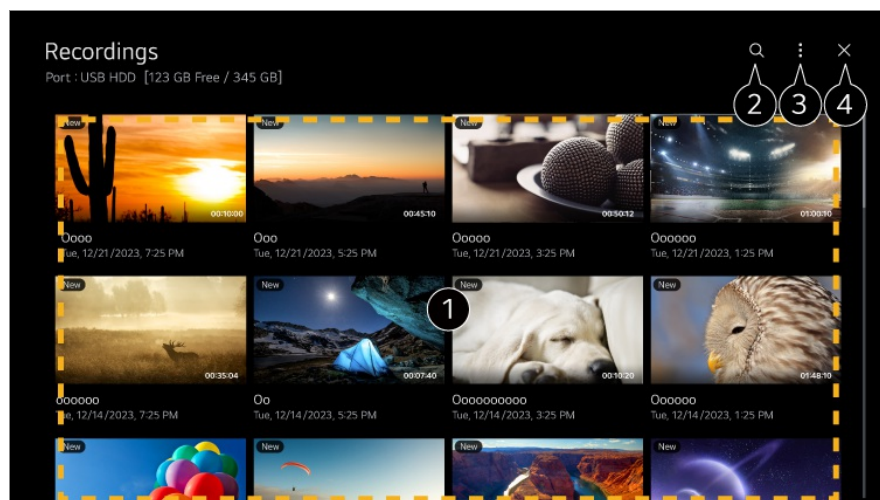 Recordings
Port : USB HDD [123 GB Free / 345 GB]
2 3 4
New New New New
00:10:00 00:45:10 00:50:12 01:00:10
Oooo Ooo Ooooo Oooooo
Tue, 12/21/2023, 7:25 PM Tue, 12/21/2023, 5:25 PM Tue, 12/21/2023, 3:25 PM Tue, 12/21/2023, 1:25 PM
New New New New
1
00:35:04 00:07:40 00:10:20 01:48:10
oooooo Oo Oooooooooo Oooooo
Tue, 12/14/2023, 7:25 PM Tue, 12/14/2023, 5:25 PM Tue, 12/14/2023, 3:25 PM Tue, 12/14/2023, 1:25 PM
New New New New